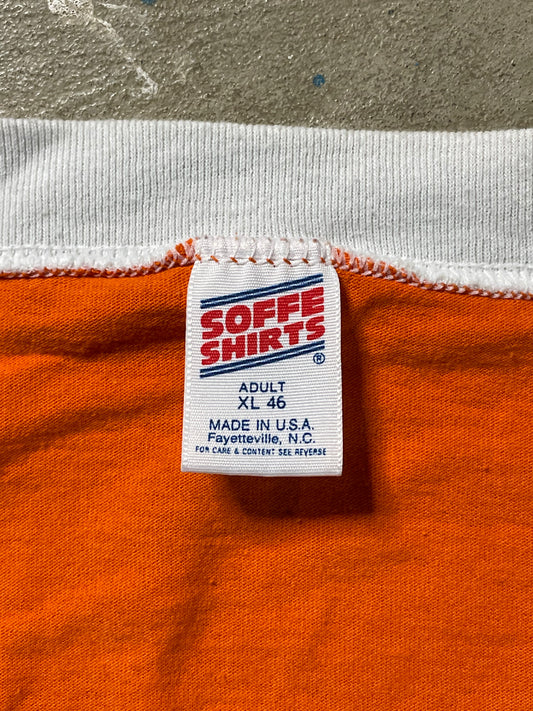 SOFFE
SHIRTS®
ADULT
XL 46
MADE IN U.S.A.
Fayetteville, N.C.
FOR CARE & CONTENT SEE REVERSE